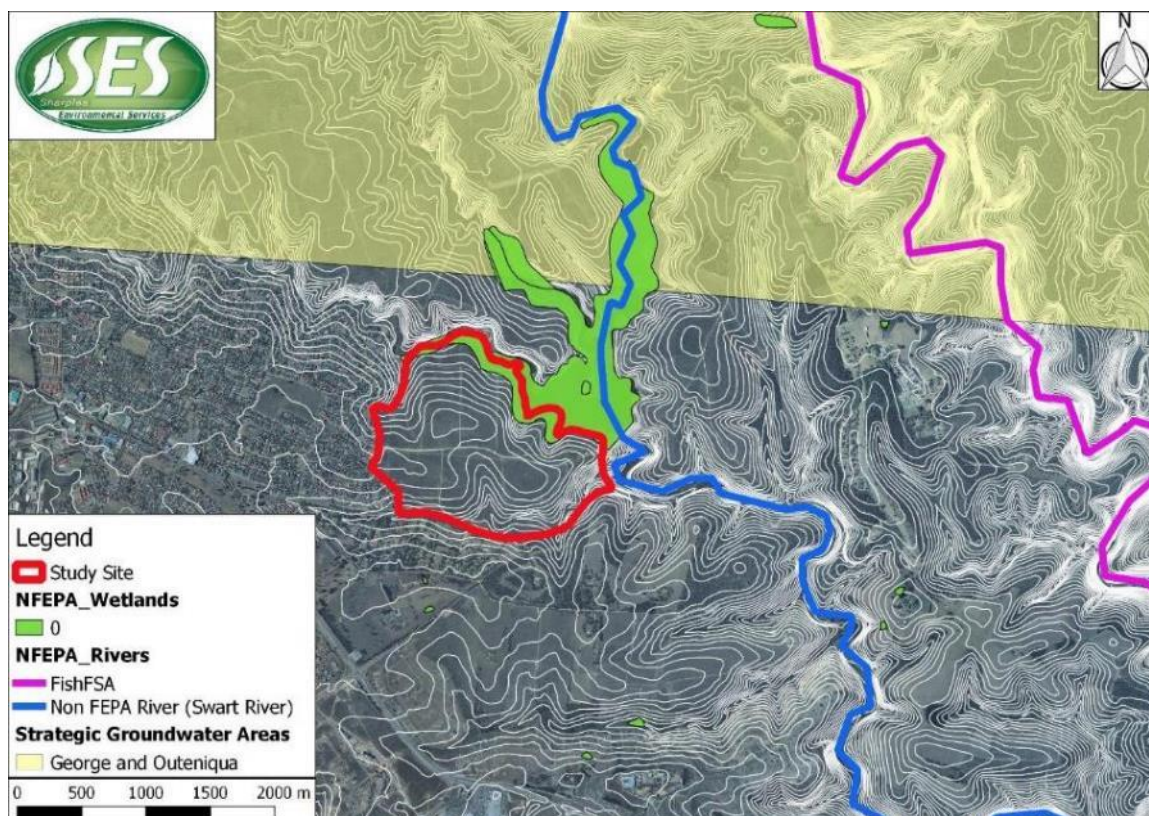 SES
Sharples
Environmental Services
N
Legend
Study Site
NFEPA_Wetlands
0
NFEPA_Rivers
FishFSA
Non FEPA River (Swart River)
Strategic Groundwater Areas
George and Outeniqua
0 500 1000 1500 2000 m